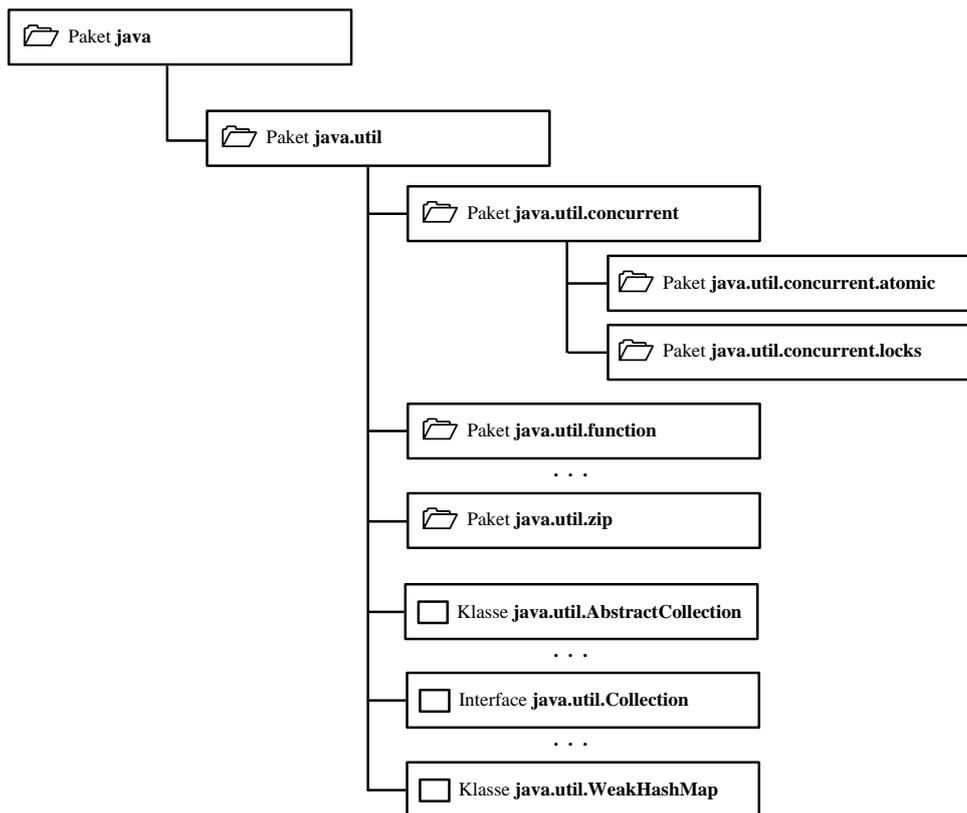 Paket java
Paket java.util
Paket java.util.concurrent
Paket java.util.concurrent.atomic
Paket java.util.concurrent.locks
Paket java.util.function
. . .
Paket java.util.zip
Klasse java.util.AbstractCollection
. . .
Interface java.util.Collection
. . .
Klasse java.util.WeakHashMap